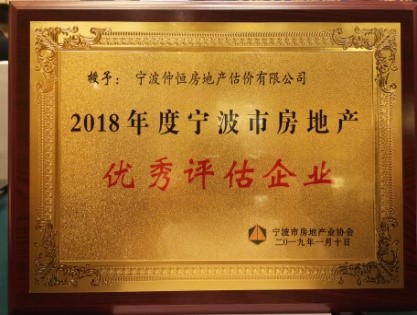 授予：宁波仲恒房地产估价有限公司
2018年度宁波市房地产
优秀评估企业
宁波市房地产业协会
二〇一九年一月十日